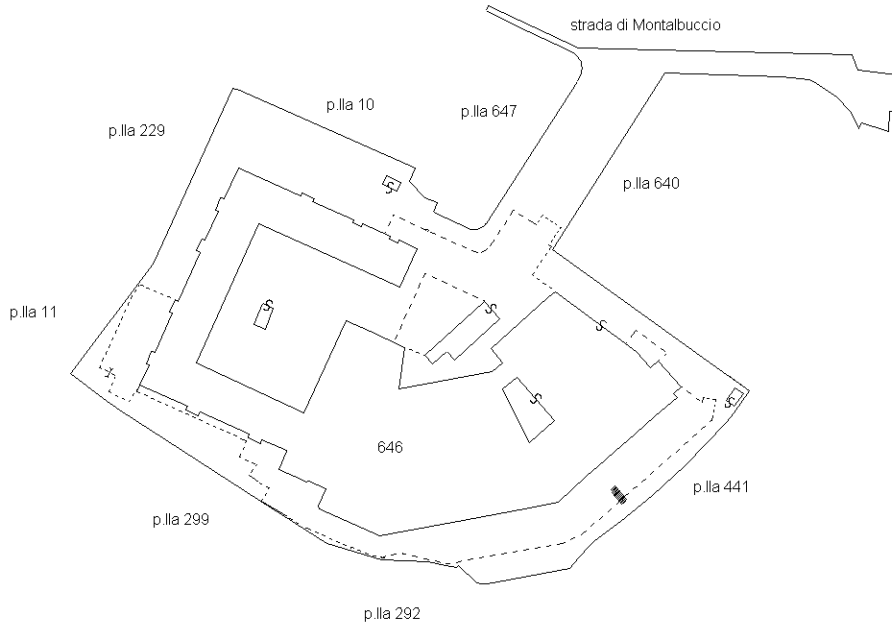 strada di Montalbuccio
p.lla 10
p.lla 647
p.lla 229
p.lla 640
p.lla 11
646
p.lla 441
p.lla 299
p.lla 292